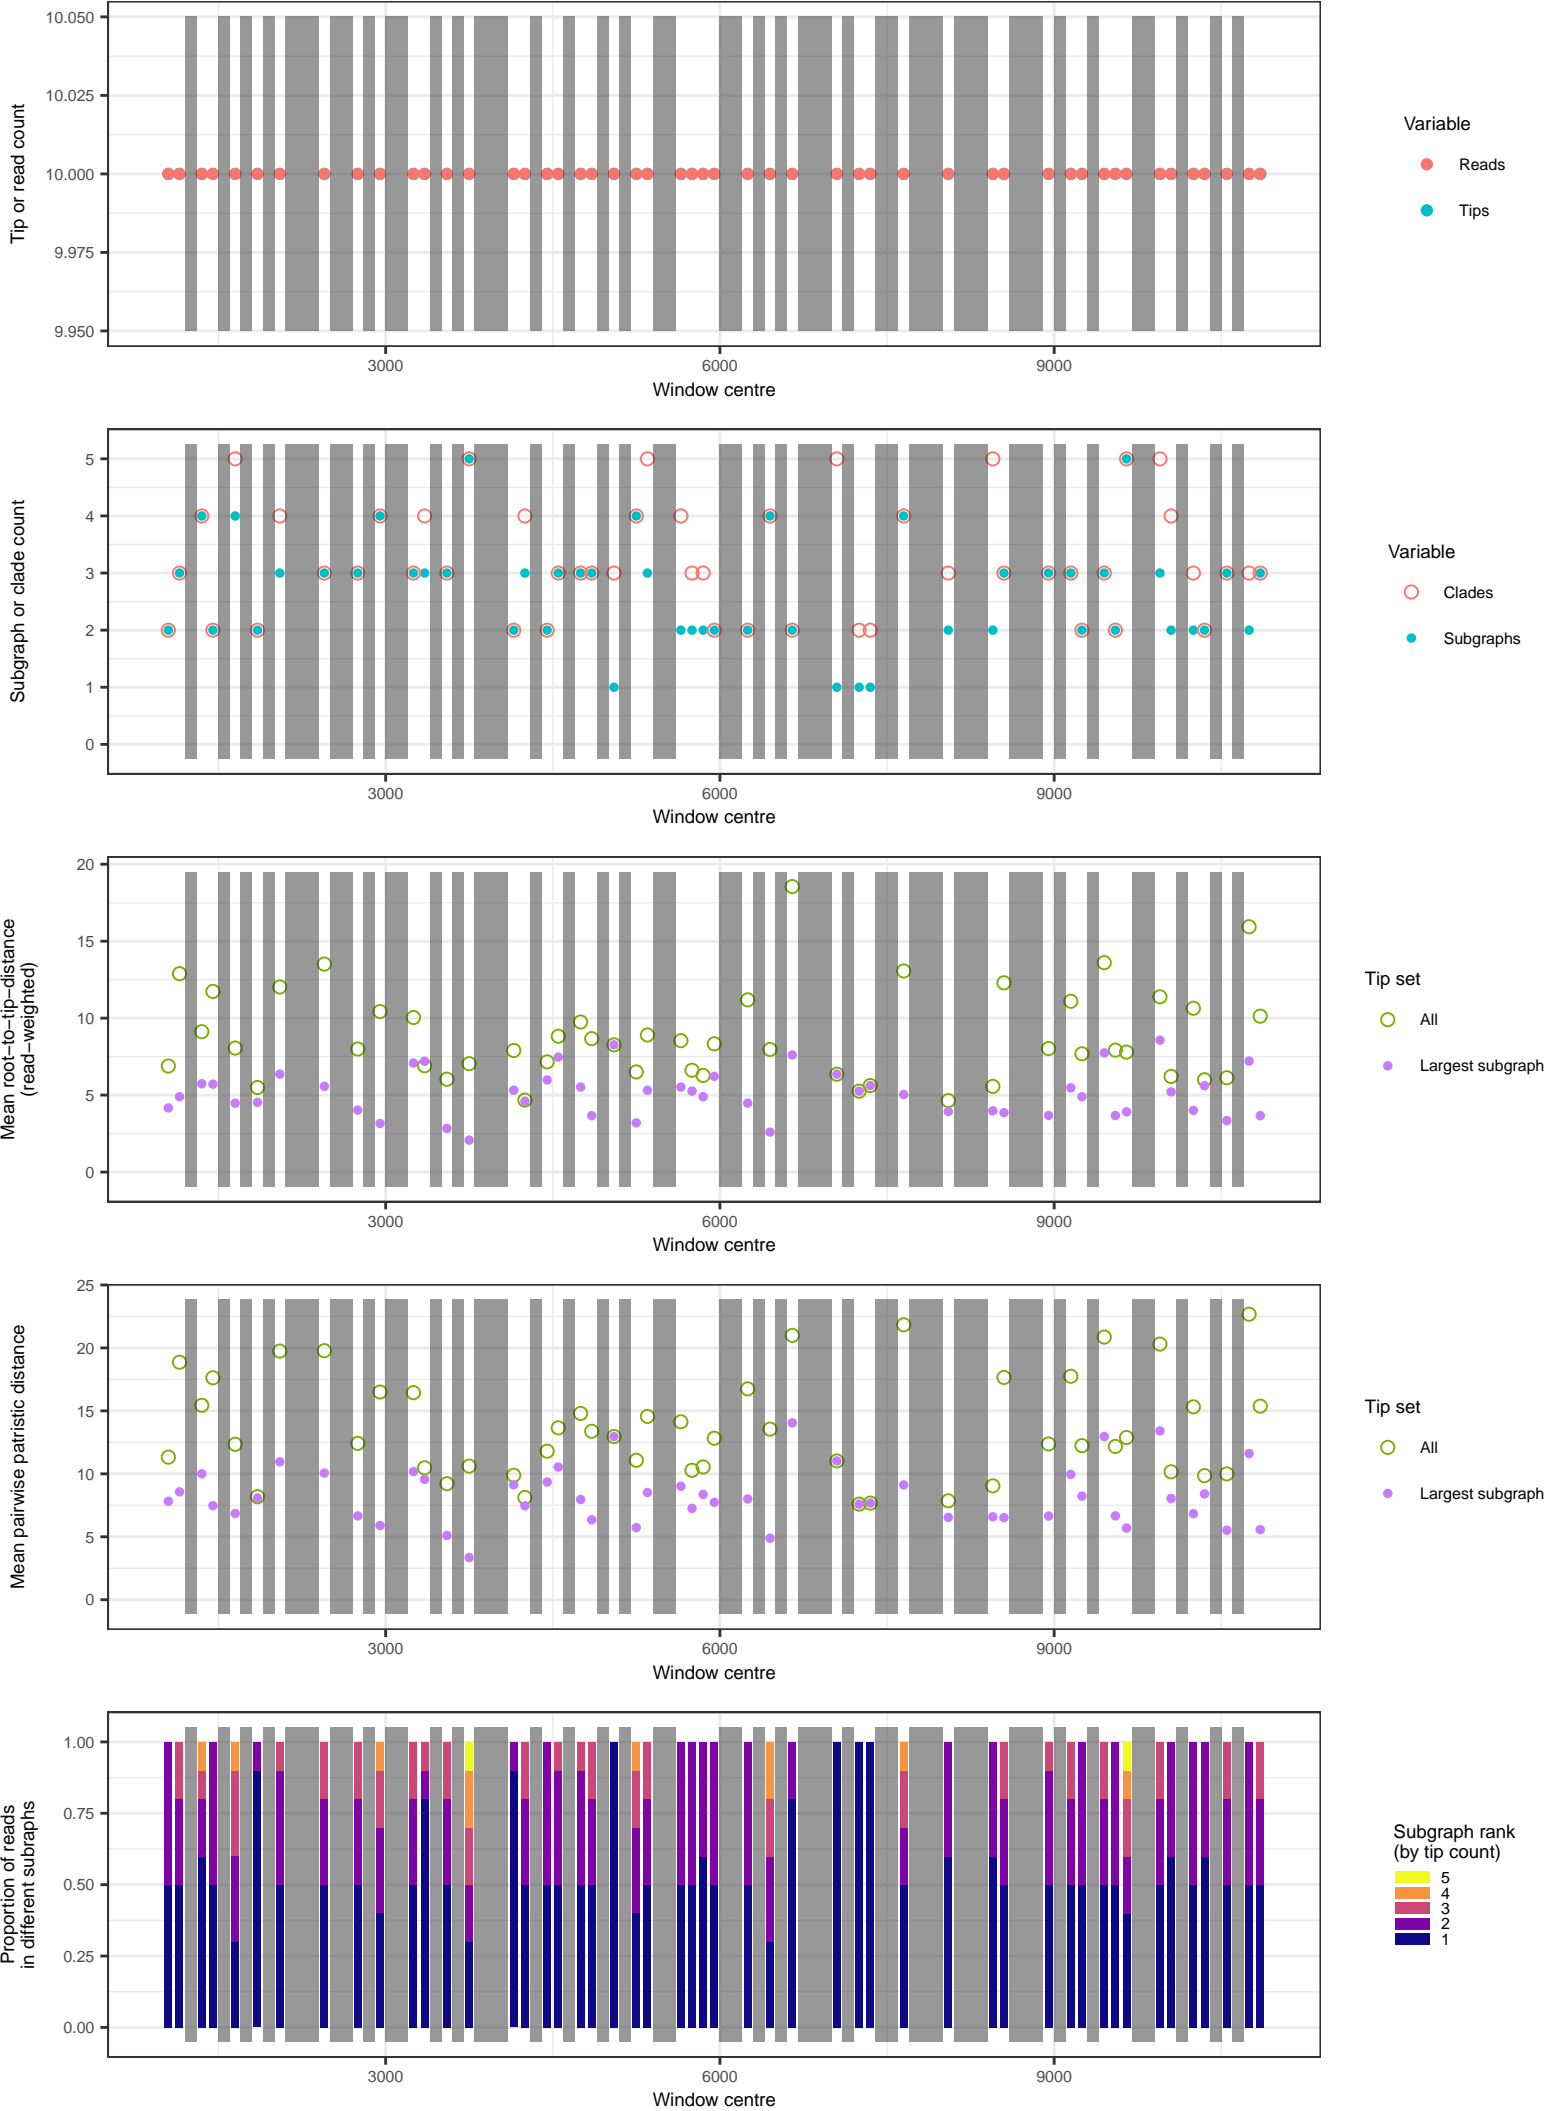 10.050
10.025
10.000
9.975
9.950
Tip or read count
3000
6000
9000
Window centre
Variable
Reads
Tips
5
4
3
2
1
0
Subgraph or clade count
3000
6000
9000
Window centre
Variable
Clades
Subgraphs
20
15
10
5
0
Mean root−to−tip−distance
(read−weighted)
3000
6000
9000
Window centre
Tip set
All
Largest subgraph
25
20
15
10
5
0
Mean pairwise patristic distance
3000
6000
9000
Window centre
Tip set
All
Largest subgraph
1.00
0.75
0.50
0.25
0.00
Proportion of reads
in different subraphs
3000
6000
9000
Window centre
Subgraph rank
(by tip count)
5
4
3
2
1